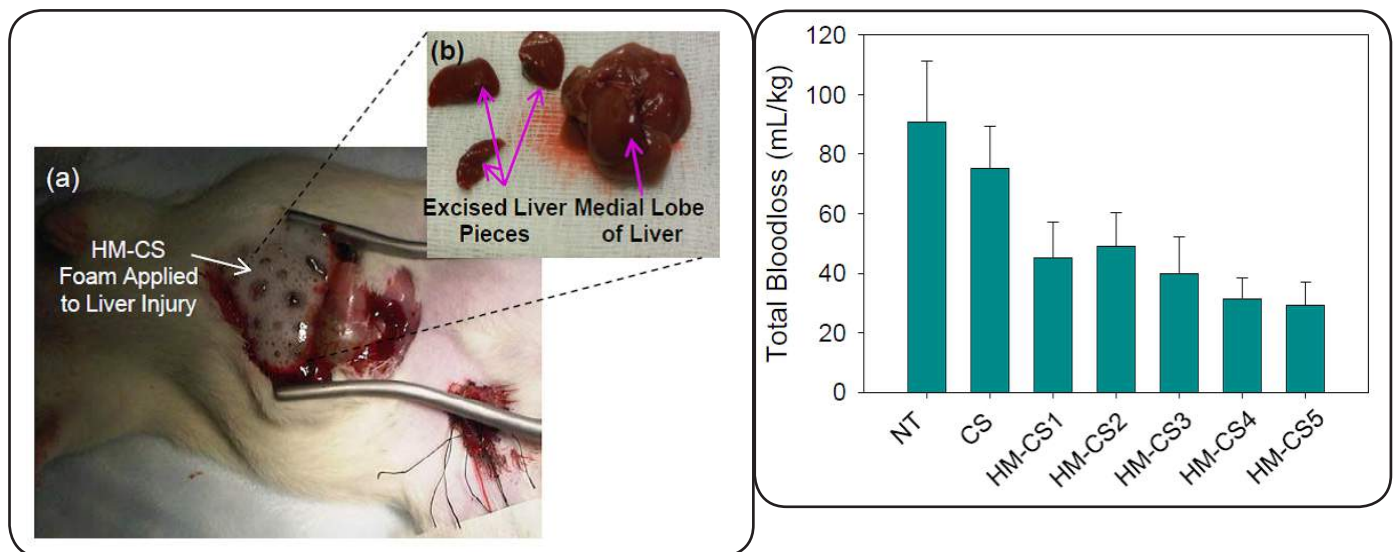 (a)
HM-CS
Foam Applied
to Liver Injury
(b)
Excised Liver
Pieces
Medial Lobe
of Liver
Total Bloodloss (mL/kg)
120
100
80
60
40
20
0
NT
CS
HM-CS1
HM-CS2
HM-CS3
HM-CS4
HM-CS5